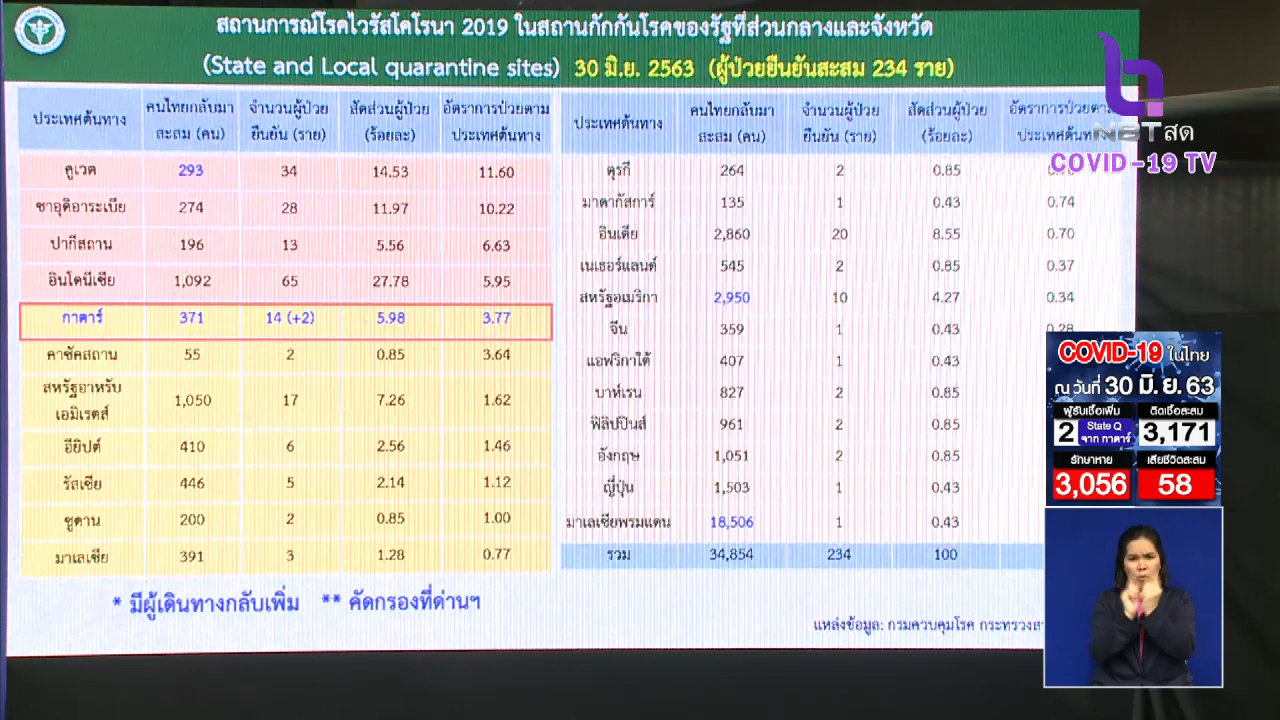 สถานการณ์โรคไวรัสโคโรนา 2019 ในสถานกักกันโรคของรัฐที่ส่วนกลางและจังหวัด
(State and Local quarantine sites) 30 มิ.ย. 2563 (ผู้ป่วยยืนยันสะสม 234 ราย)
ประเทศต้นทาง คนไทยกลับมาสะสม (คน) จำนวนผู้ป่วยยืนยัน (ราย) สัดส่วนผู้ป่วย (ร้อยละ) อัตราการป่วยตามประเทศต้นทาง
คูเวต 293 34 14.53 11.60
ซาอุดิอาระเบีย 274 28 11.97 10.22
ปากีสถาน 196 13 5.56 6.63
อินโดนีเซีย 1,092 65 27.78 5.95
กาตาร์ 371 14 (+2) 5.98 3.77
คาซัคสถาน 55 2 0.85 3.64
สหรัฐอาหรับเอมิเรตส์ 1,050 17 7.26 1.62
อียิปต์ 410 6 2.56 1.46
รัสเซีย 446 5 2.14 1.12
ซูดาน 200 2 0.85 1.00
มาเลเซีย 391 3 1.28 0.77
ประเทศต้นทาง คนไทยกลับมาสะสม (คน) จำนวนผู้ป่วยยืนยัน (ราย) สัดส่วนผู้ป่วย (ร้อยละ) อัตราการป่วยตามประเทศต้นทาง
ตุรกี 264 2 0.85
มาดากัสการ์ 135 1 0.43 0.74
อินเดีย 2,860 20 8.55 0.70
เนเธอร์แลนด์ 545 2 0.85 0.37
สหรัฐอเมริกา 2,950 10 4.27 0.34
จีน 359 1 0.43 0.28
แอฟริกาใต้ 407 1 0.43
บาห์เรน 827 2 0.85
ฟิลิปปินส์ 961 2 0.85
อังกฤษ 1,051 2 0.85
ญี่ปุ่น 1,503 1 0.43
มาเลเซียพรมแดน 18,506 1 0.43
รวม 34,854 234 100
* มีผู้เดินทางกลับเพิ่ม ** คัดกรองที่ด่านฯ
แหล่งข้อมูล: กรมควบคุมโรค
NBT สด
COVID-19 TV
COVID-19 ในไทย
ณ วันที่ 30 มิ.ย. 63
ผู้รับเชื้อเพิ่ม ติดเชื้อสะสม
2 State Q จาก กาตาร์ 3,171
รักษาหาย เสียชีวิตสะสม
3,056 58